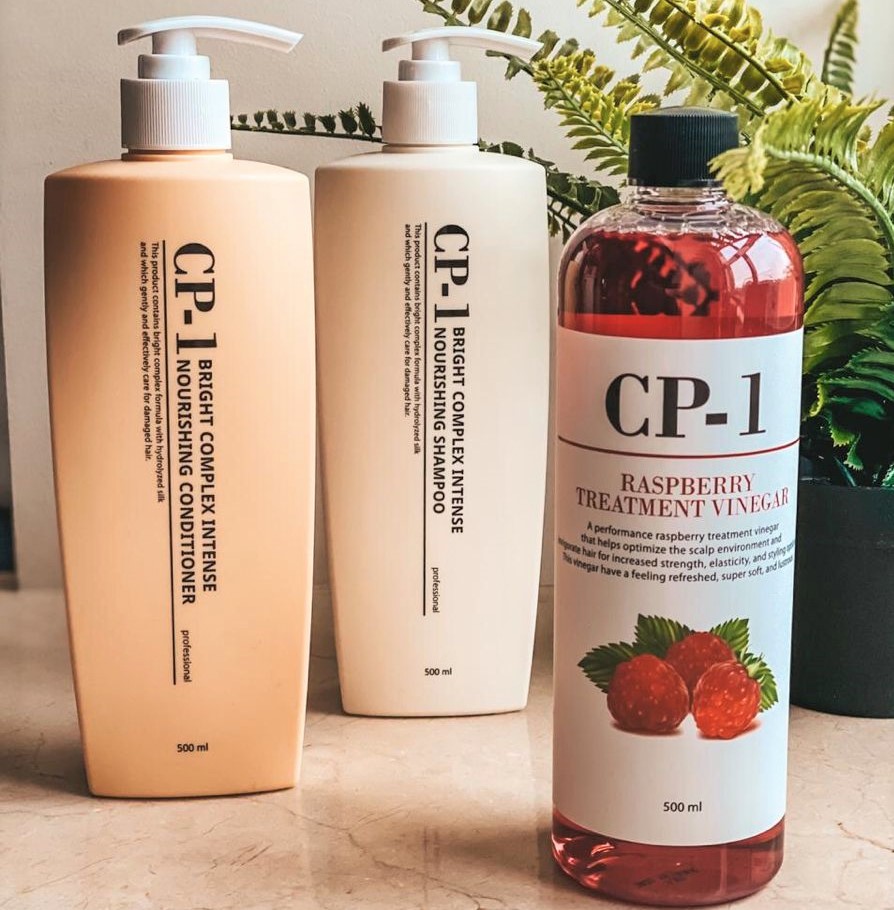 CP-1
BRIGHT COMPLEX INTENSE
NOURISHING CONDITIONER
professional
This product contains bright complex formula with hydrolyzed silk
and which gently and effectively care for damaged hair.
500 ml
CP-1
BRIGHT COMPLEX INTENSE
NOURISHING SHAMPOO
professional
This product contains bright complex formula with hydrolyzed silk
and which gently and effectively care for damaged hair.
500 ml
CP-1
RASPBERRY
TREATMENT VINEGAR
A performance raspberry treatment vinegar
that helps optimize the scalp environment and
hair for increased strength, elasticity, and styling
This vinegar have a feeling refreshed, super soft, and
500 ml